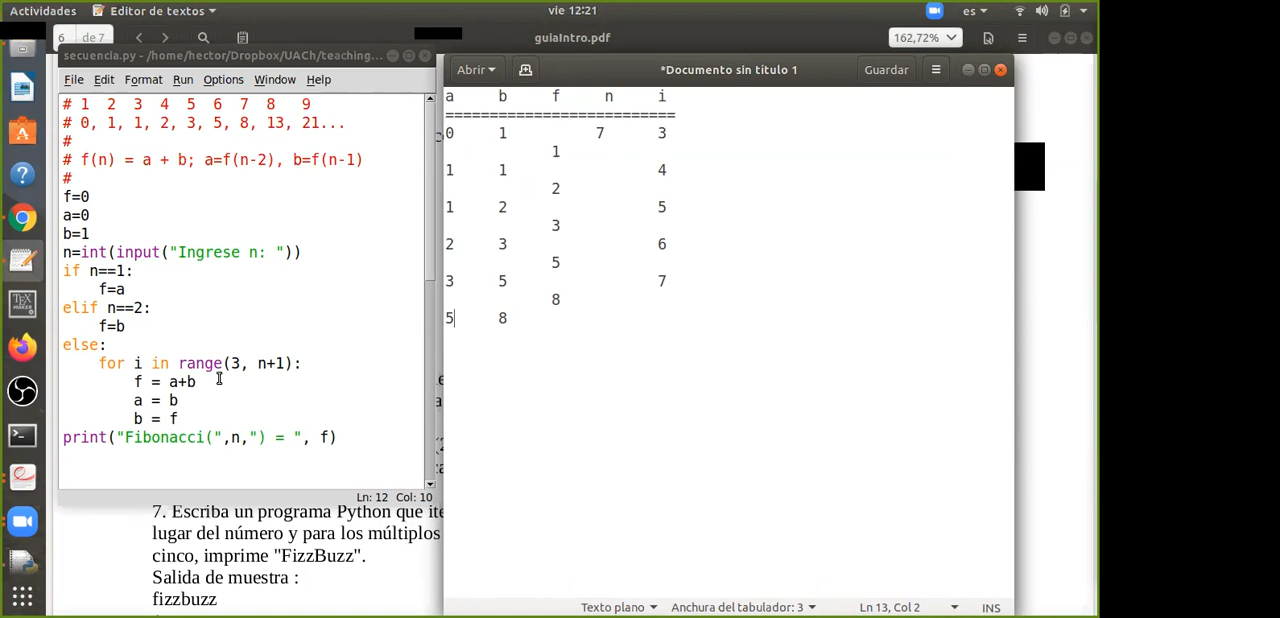 Actividades Editor de textos vie 12:21 es
6 de 7 guiaIntro.pdf 162,72%
secuencia.py - /home/hector/Dropbox/UACh/teaching...
File Edit Format Run Options Window Help
# 1 2 3 4 5 6 7 8 9
# 0, 1, 1, 2, 3, 5, 8, 13, 21...
#
# f(n) = a + b; a=f(n-2), b=f(n-1)
#
f=0
a=0
b=1
n=int(input("Ingrese n: "))
if n==1:
f=a
elif n==2:
f=b
else:
for i in range(3, n+1):
f = a+b
a = b
b = f
print("Fibonacci(",n,") = ", f)
Ln: 12 Col: 10
Abrir *Documento sin título 1 Guardar
a b f n i
=========================
0 1 7 3
1
1 1 4
2
1 2 5
3
2 3 6
5
3 5 7
8
5 8
Texto plano Anchura del tabulador: 3 Ln 13, Col 2 INS
7. Escriba un programa Python que ite
lugar del número y para los múltiplos
cinco, imprime "FizzBuzz".
Salida de muestra :
fizzbuzz